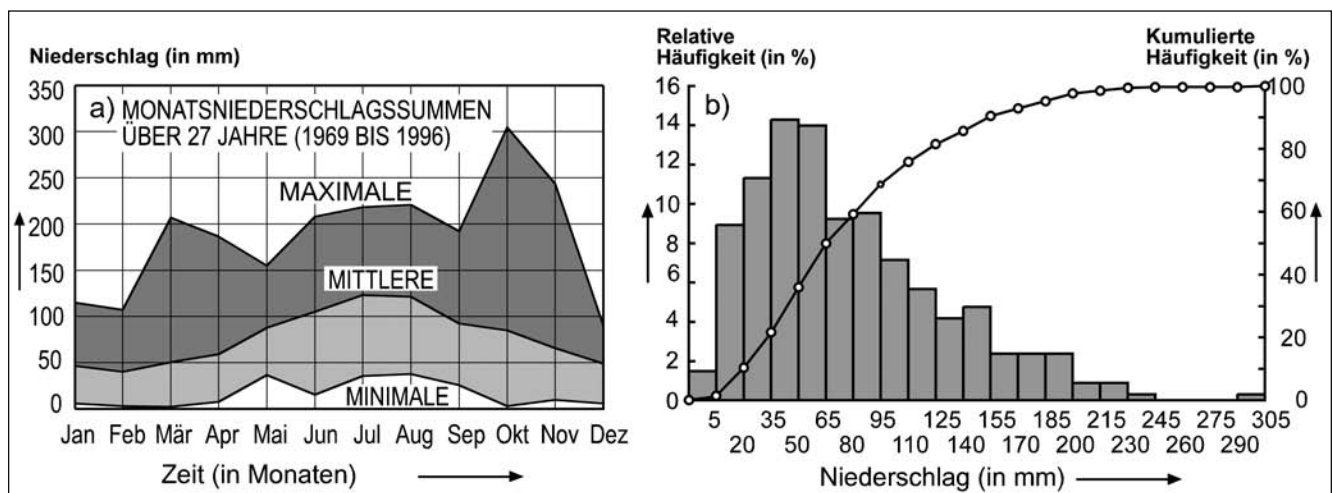 Niederschlag (in mm)
350
300
250
200
150
100
50
0
a) MONATSNIEDERSCHLAGSSUMMEN
ÜBER 27 JAHRE (1969 BIS 1996)
MAXIMALE
MITTLERE
MINIMALE
Jan Feb Mär Apr Mai Jun Jul Aug Sep Okt Nov Dez
Zeit (in Monaten)
Relative
Häufigkeit (in %)
Kumulierte
Häufigkeit (in %)
b)
16
14
12
10
8
6
4
2
0
100
80
60
40
20
0
5 35 65 95 125 155 185 215 245 275 305
20 50 80 110 140 170 200 230 260 290
Niederschlag (in mm)